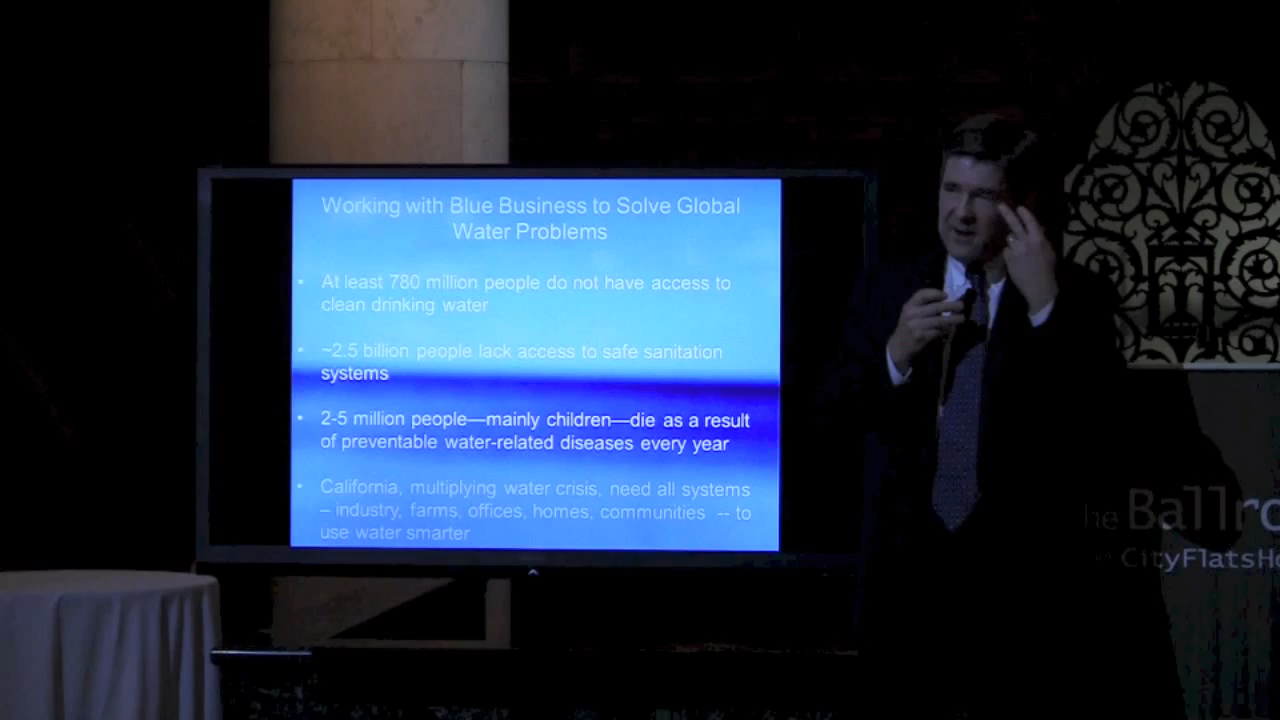 Working with Blue Business to Solve Global
Water Problems
• At least 780 million people do not have access to
clean drinking water
• ~2.5 billion people lack access to safe sanitation
systems
• 2-5 million people—mainly children—die as a result
of preventable water-related diseases every year
• California, multiplying water crisis, need all systems
– industry, farms, offices, homes, communities -- to
use water smarter
he Ballro
CityFlatsHo